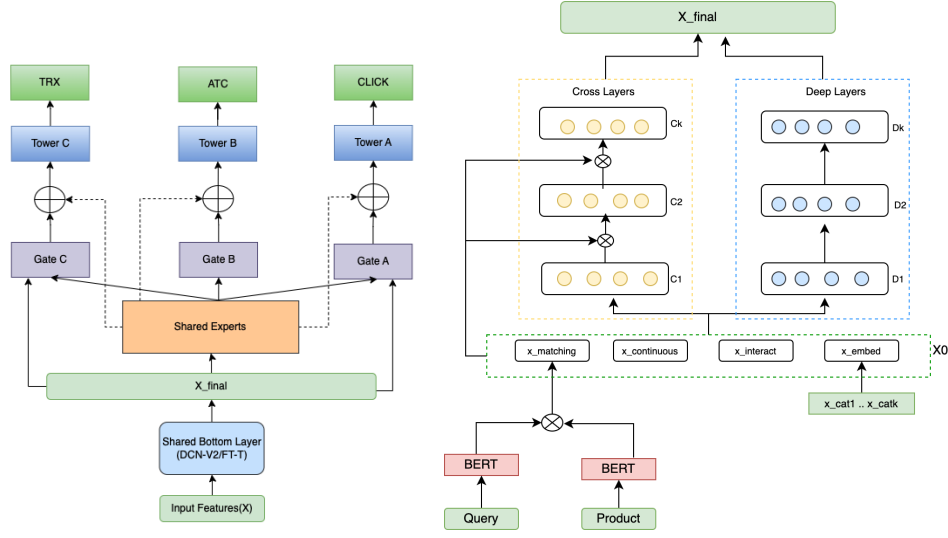 TRX
ATC
CLICK
Tower C
Tower B
Tower A
Gate C
Gate B
Gate A
Shared Experts
X_final
Shared Bottom Layer
(DCN-V2/FT-T)
Input Features(X)
X_final
Cross Layers
Deep Layers
Ck
Dk
C2
D2
C1
D1
x_matching
x_continuous
x_interact
x_embed
X0
x_cat1 .. x_catk
BERT
BERT
Query
Product